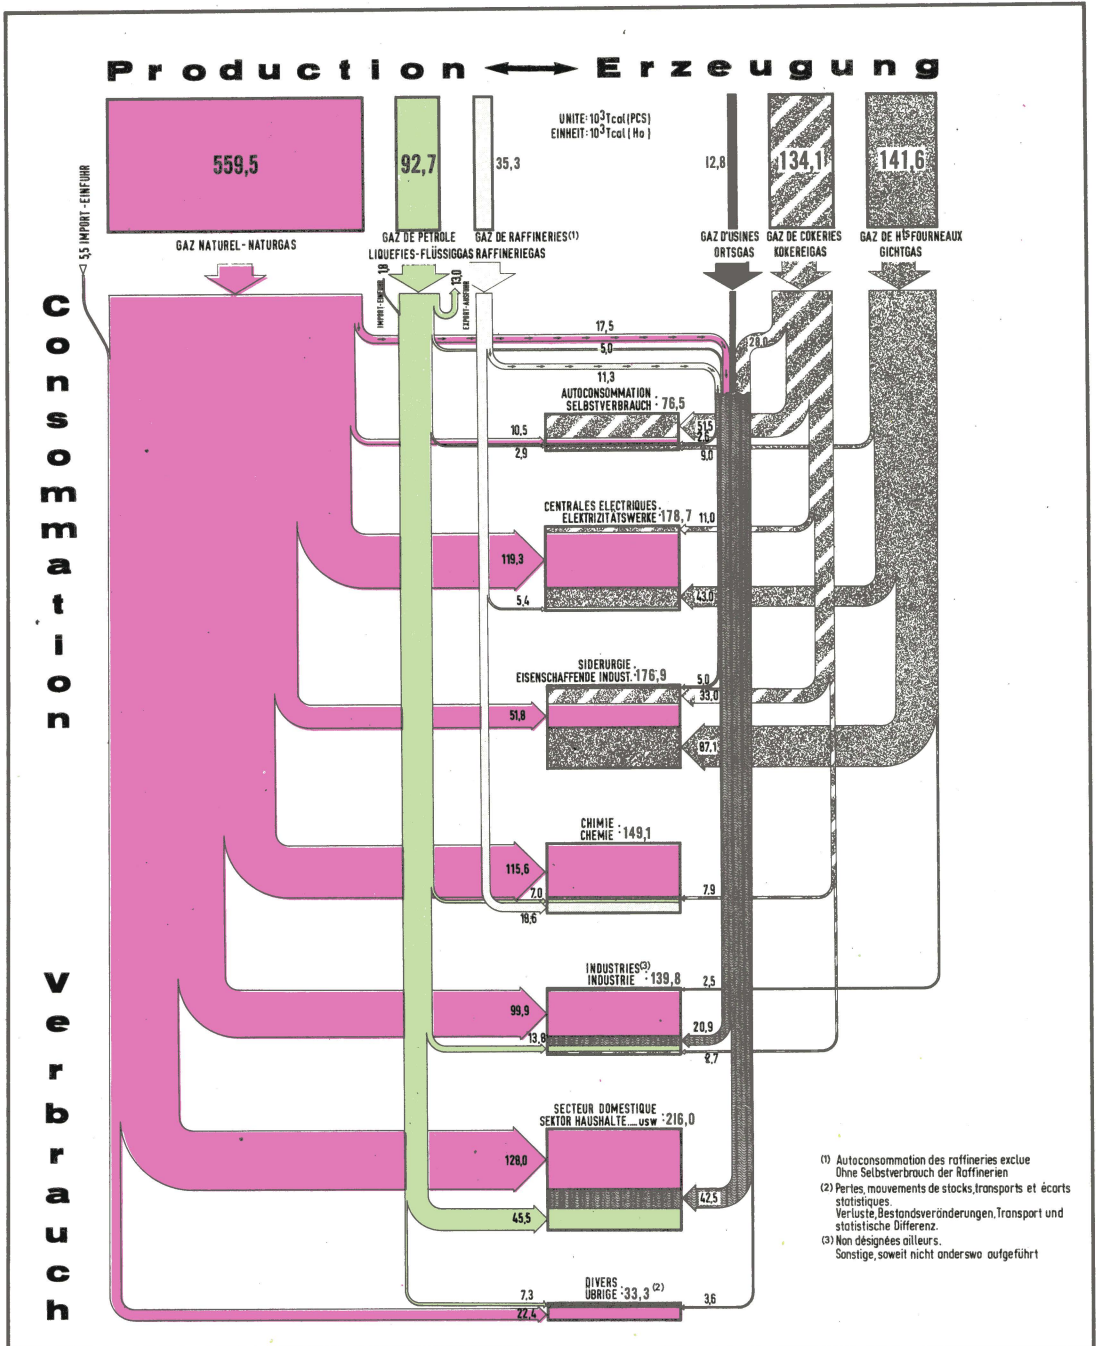 Production ⟷ Erzeugung
UNITE: 10³Tcal(PCS)
EINHEIT: 10³Tcal(Ho)
559,5
92,7
35,3
12,8
134,1
141,6
5,5 IMPORT-EINFUHR
GAZ NATUREL-NATURGAS
GAZ DE PETROLE
LIQUEFIES-FLÜSSIGGAS
GAZ DE RAFFINERIES(1)
RAFFINERIEGAS
GAZ D'USINES
ORTSGAS
GAZ DE COKERIES
KOKEREIGAS
GAZ DE HTS FOURNEAUX
GICHTGAS
IMPORT-EINFUHR 1,8
13,0
EXPORT-AUSFUHR
Consommation
17,5
5,0
28,0
11,3
AUTOCONSOMMATION
SELBSTVERBRAUCH : 76,5
10,5
2,9
51,5
2,6
9,0
CENTRALES ELECTRIQUES
ELEKTRIZITÄTSWERKE :178,7
11,0
119,3
5,4
43,0
SIDERURGIE
EISENSCHAFFENDE INDUST. :176,9
5,0
33,0
51,8
87,1
CHIMIE
CHEMIE :149,1
115,6
7,0
7,9
18,6
Verbrauch
INDUSTRIES(3)
INDUSTRIE :139,8
2,5
99,9
20,9
13,8
2,7
SECTEUR DOMESTIQUE
SEKTOR HAUSHALTE....usw :216,0
128,0
42,5
45,5
DIVERS
ÜBRIGE :33,3 (2)
7,3
3,6
22,4
(1) Autoconsommation des raffineries exclue
Ohne Selbstverbrauch der Raffinerien
(2) Pertes, mouvements de stocks, transports et écarts
statistiques.
Verluste, Bestandsveränderungen, Transport und
statistische Differenz.
(3) Non désignées ailleurs.
Sonstige, soweit nicht anderswo aufgeführt